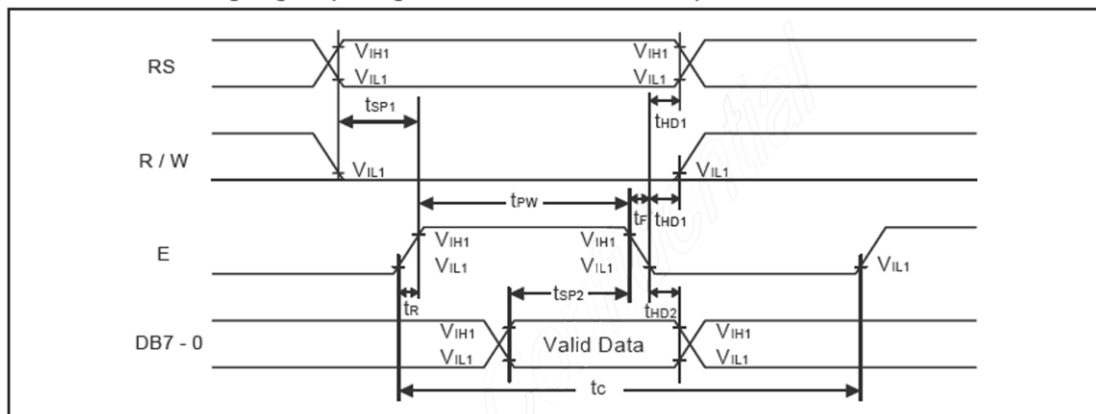 RS
VIH1
VIL1
VIH1
VIL1
tSP1
tHD1
R / W
VIL1
VIL1
tPW
tF
tHD1
E
VIH1
VIL1
VIH1
VIL1
VIL1
tR
tSP2
tHD2
DB7 - 0
VIH1
VIL1
Valid Data
VIH1
VIL1
tC
Confidential